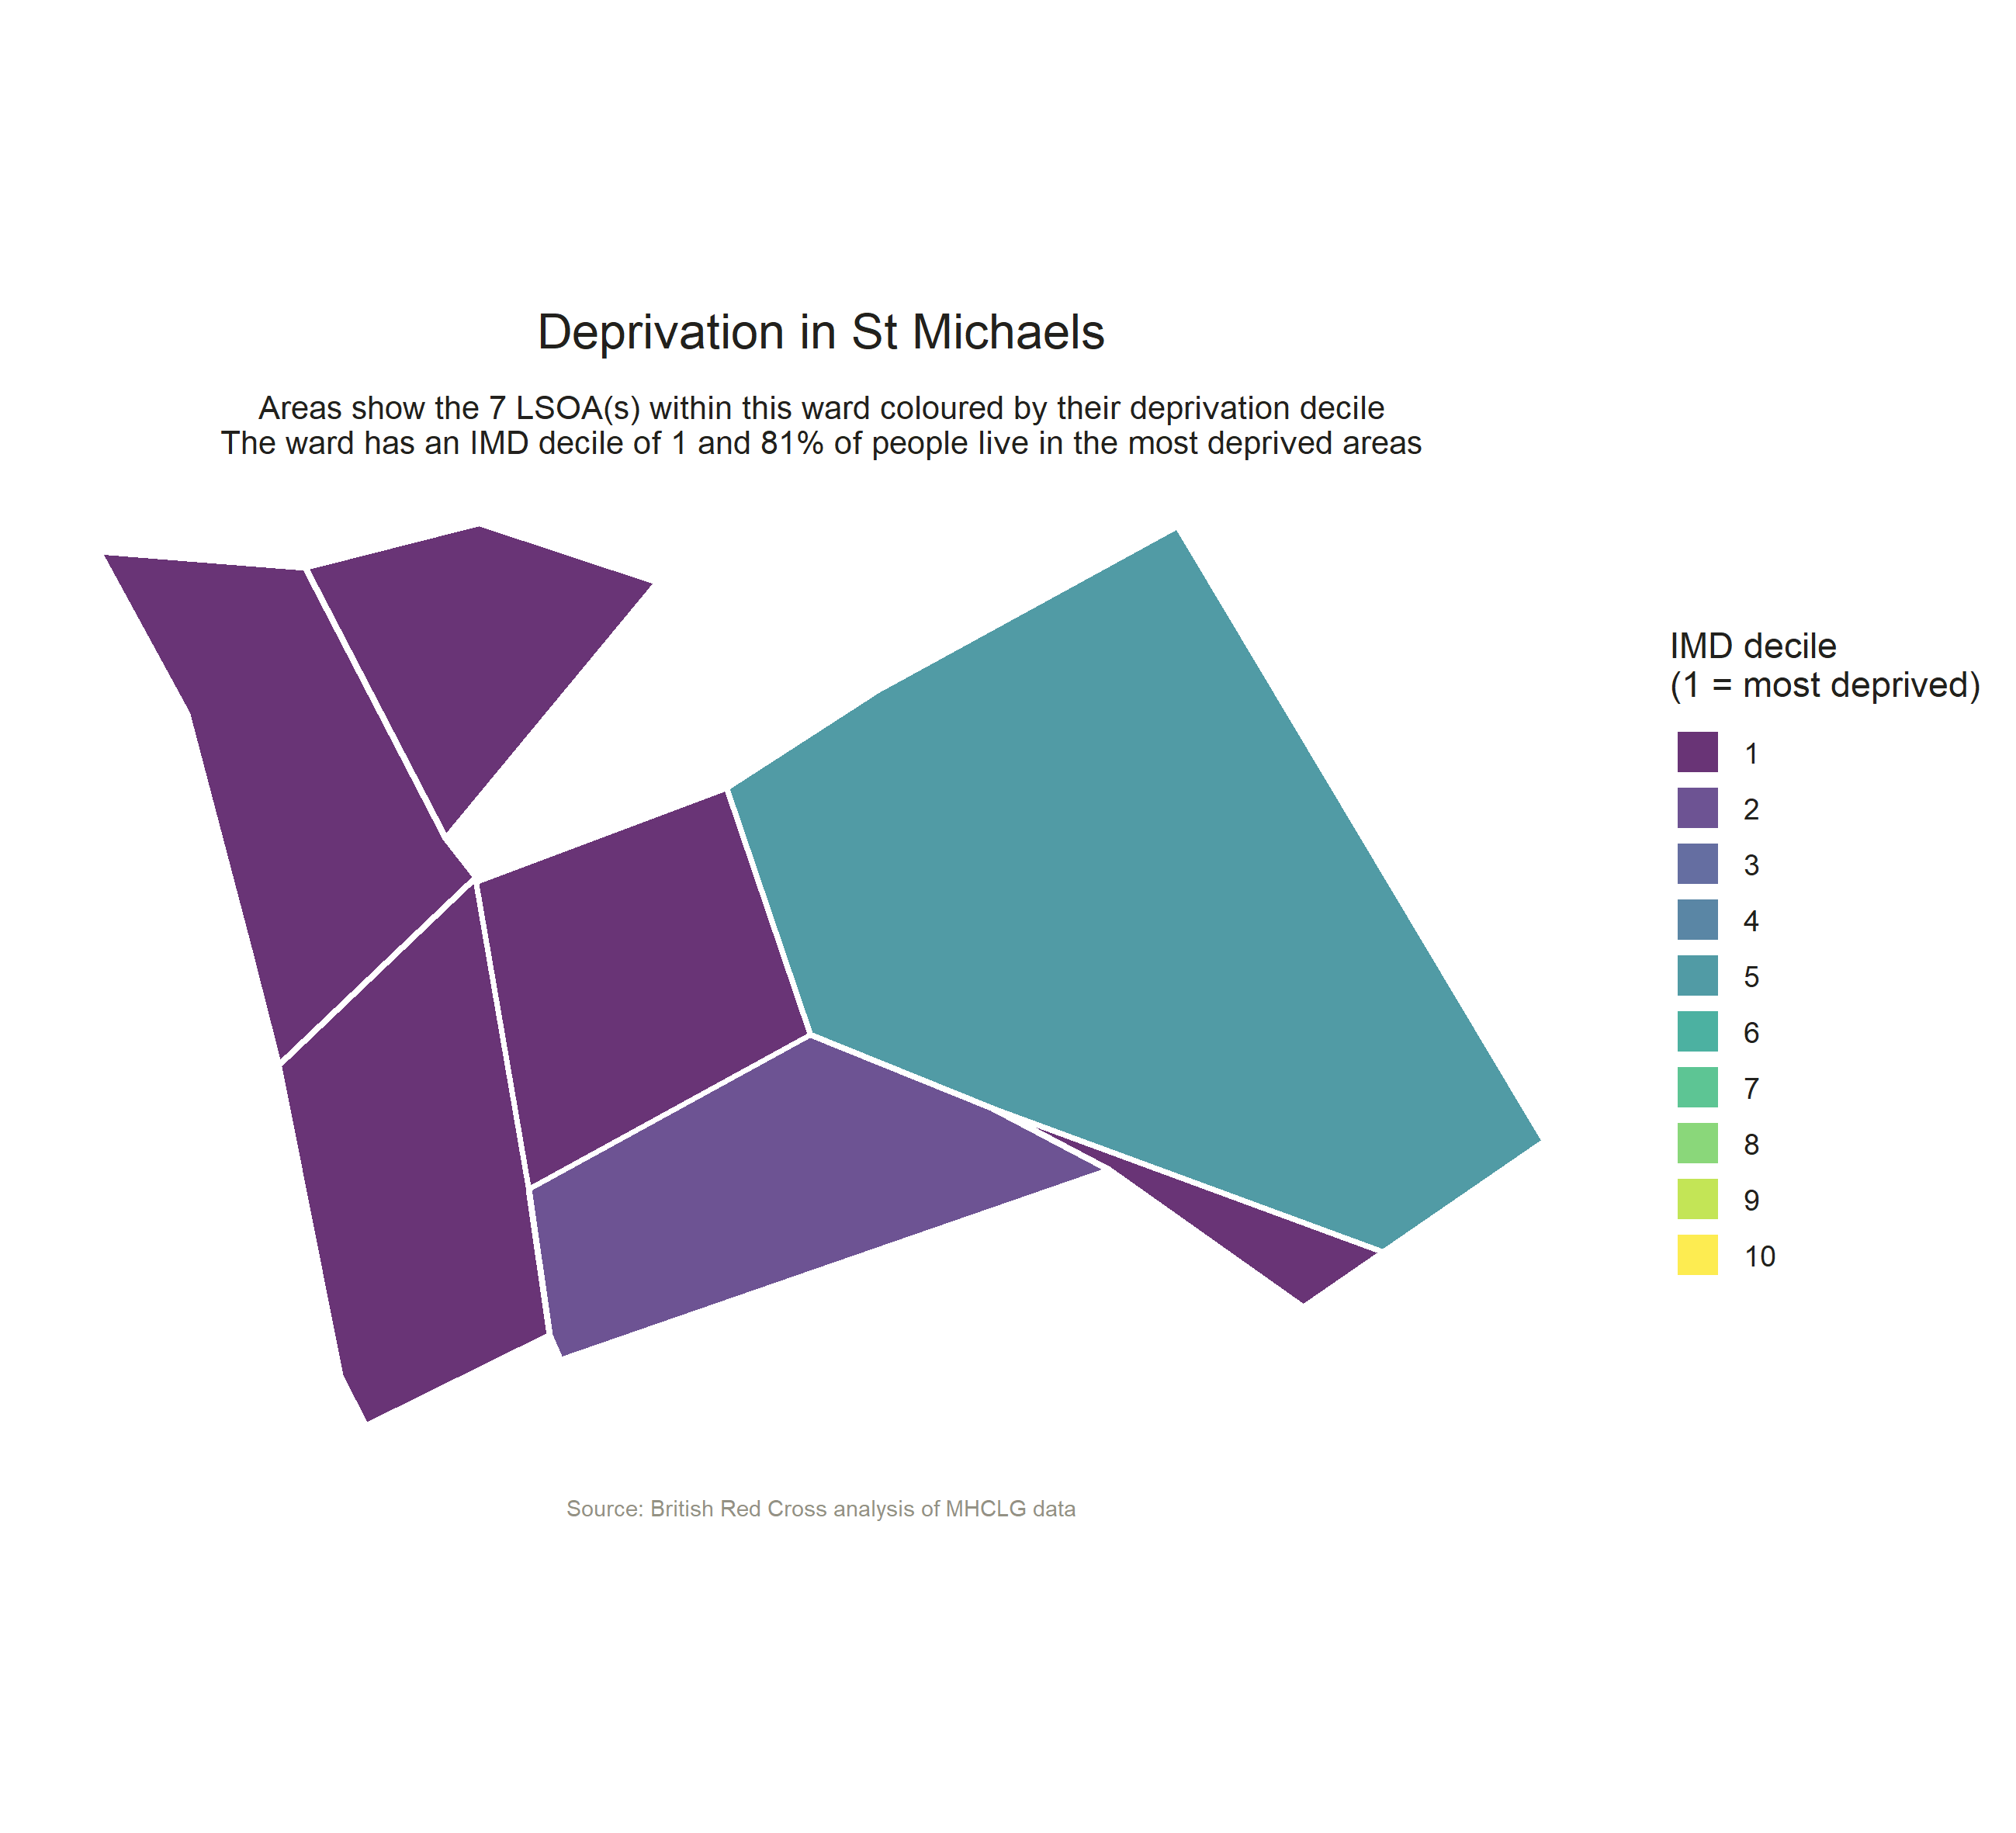 Deprivation in St Michaels
Areas show the 7 LSOA(s) within this ward coloured by their deprivation decile
The ward has an IMD decile of 1 and 81% of people live in the most deprived areas
IMD decile
(1 = most deprived)
1
2
3
4
5
6
7
8
9
10
Source: British Red Cross analysis of MHCLG data